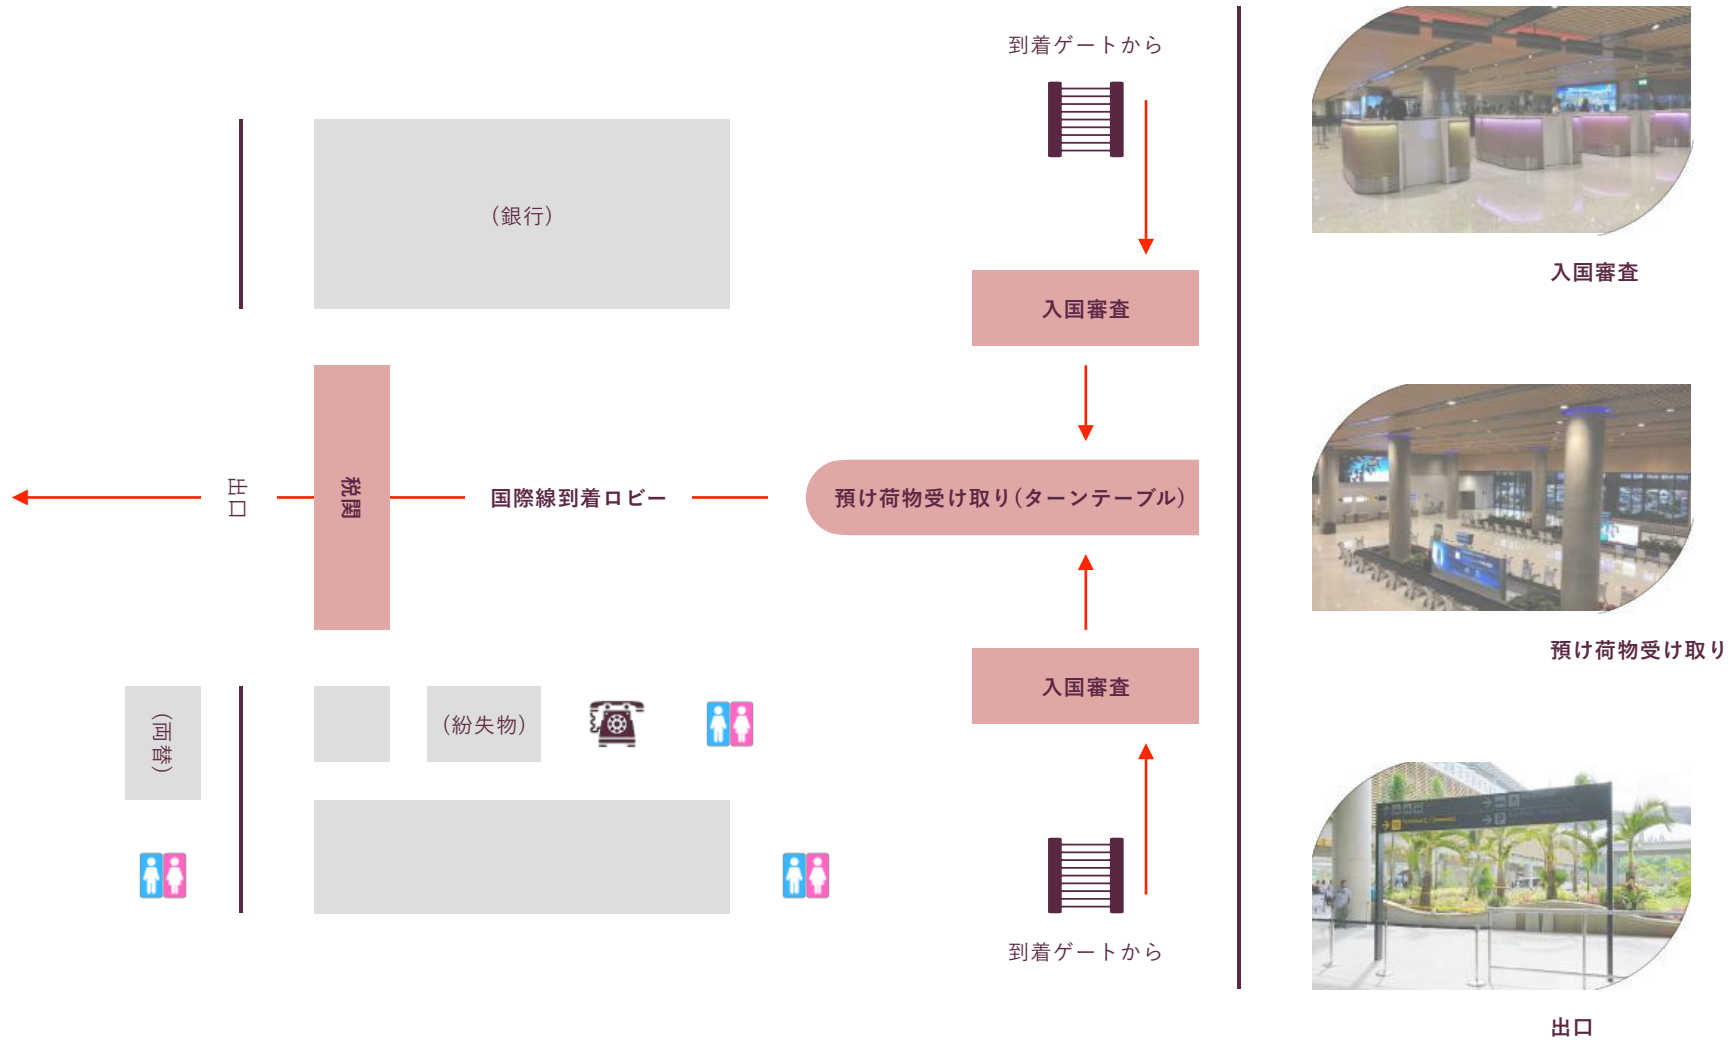 到着ゲートから
(銀行)
入国審査
税関
出口
国際線到着ロビー
預け荷物受け取り(ターンテーブル)
入国審査
(両替)
(紛失物)
到着ゲートから
入国審査
預け荷物受け取り
出口